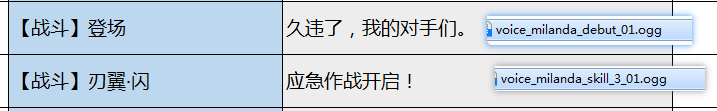 【战斗】登场 久违了，我的对手们。 voice_milanda_debut_01.ogg
【战斗】刃翼·闪 应急作战开启！ voice_milanda_skill_3_01.ogg